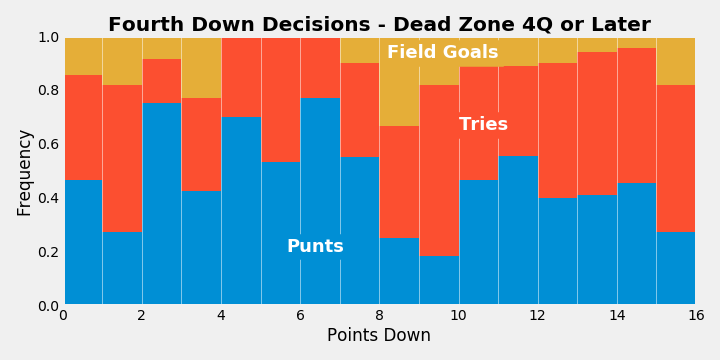 Fourth Down Decisions - Dead Zone 4Q or Later
1.0
0.8
0.6
0.4
0.2
0.0
Frequency
Field Goals
Tries
Punts
0 2 4 6 8 10 12 14 16
Points Down